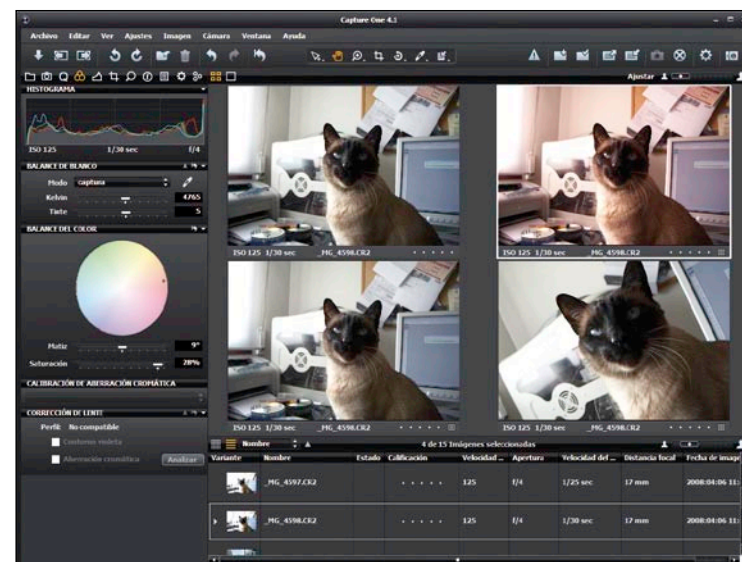 Capture One 4.1
Archivo Editar Ver Ajustes Imagen Cámara Ventana Ayuda
Ajustar
HISTOGRAMA
ISO 125 1/30 sec f/4
BALANCE DE BLANCO
Modo captura
Kelvin 4765
Tinte 5
BALANCE DEL COLOR
Matiz 9°
Saturación 28%
CALIBRACIÓN DE ABERRACIÓN CROMÁTICA
CORRECCIÓN DE LENTE
Perfil: No compatible
Contorno violeta
Aberración cromática Analizar
ISO 125 1/30 sec _MG_4598.CR2
ISO 125 1/30 sec _MG_4598.CR2
ISO 125 1/30 sec _MG_4598.CR2
ISO 125 1/30 sec _MG_4598.CR2
Nombre 4 de 15 Imágenes seleccionadas
Variante Nombre Estado Calificación Velocidad ... Apertura Velocidad del ... Distancia focal Fecha de image
_MG_4597.CR2 125 f/4 1/25 sec 17 mm 2008:04:06 11:
_MG_4598.CR2 125 f/4 1/30 sec 17 mm 2008:04:06 11: